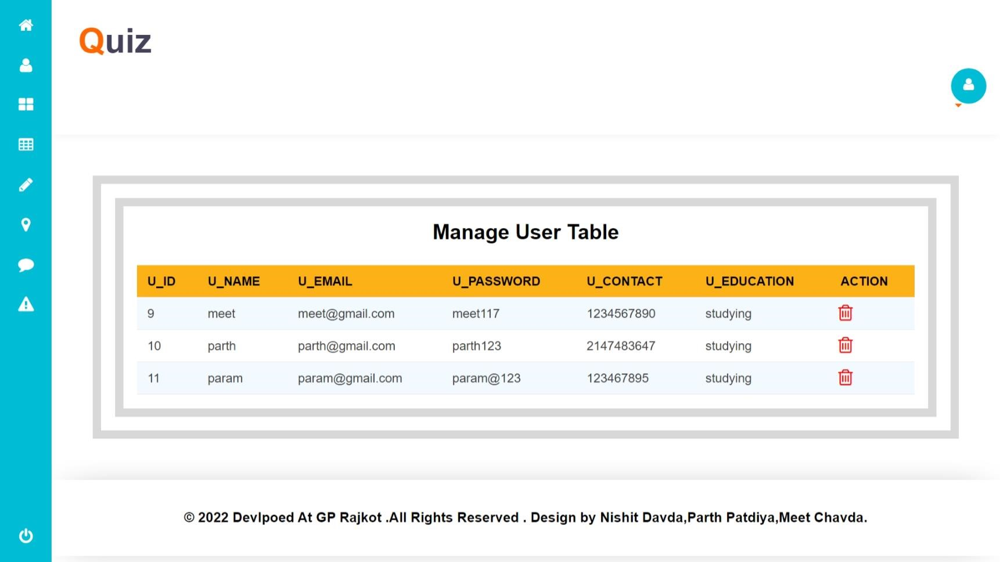 Quiz
Manage User Table
U_ID U_NAME U_EMAIL U_PASSWORD U_CONTACT U_EDUCATION ACTION
9 meet meet@gmail.com meet117 1234567890 studying
10 parth parth@gmail.com parth123 2147483647 studying
11 param param@gmail.com param@123 123467895 studying
© 2022 Devlpoed At GP Rajkot .All Rights Reserved . Design by Nishit Davda,Parth Patdiya,Meet Chavda.